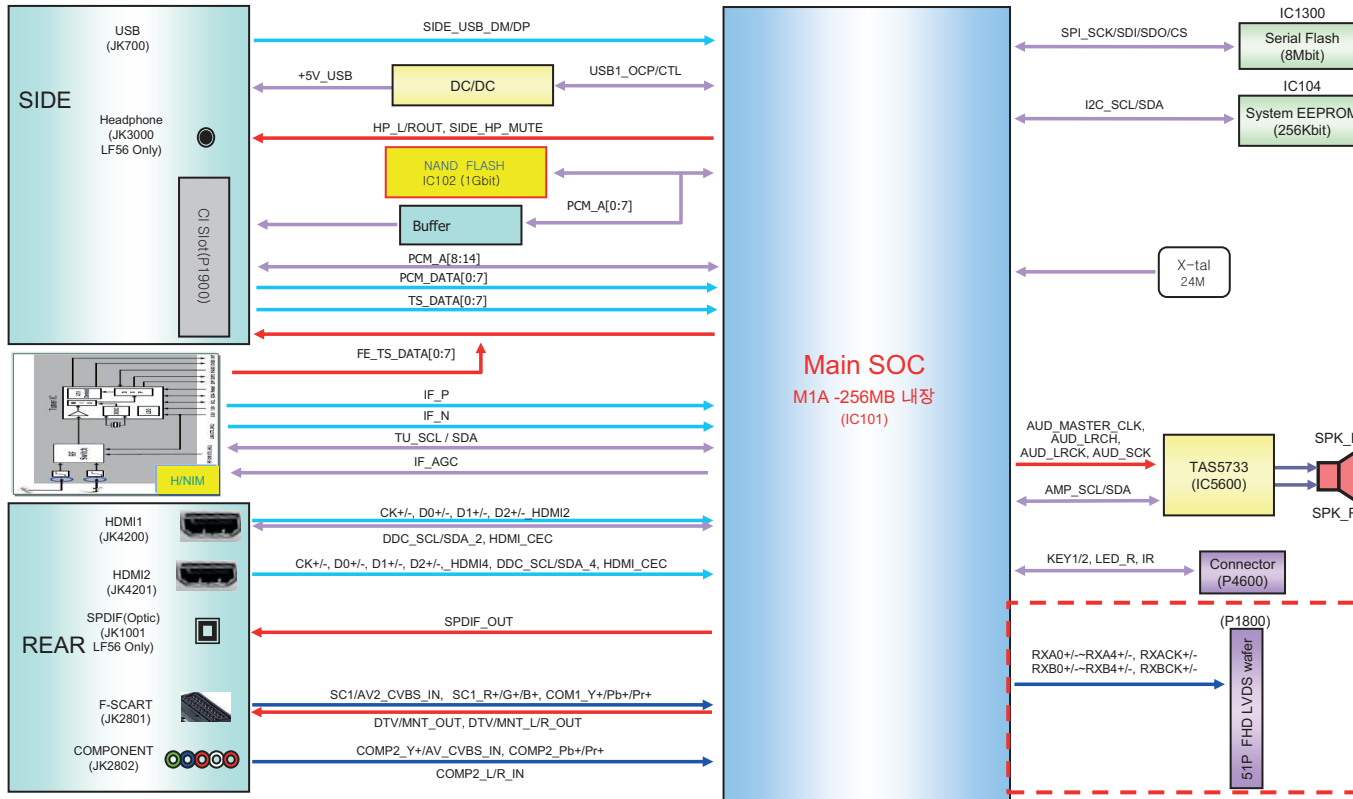 USB
(JK700)
SIDE_USB_DM/DP
+5V_USB
DC/DC
USB1_OCP/CTL
SIDE
Headphone
(JK3000
LF56 Only)
HP_L/ROUT, SIDE_HP_MUTE
NAND FLASH
IC102 (1Gbit)
PCM_A[0:7]
Buffer
CI Slot(P1900)
PCM_A[8:14]
PCM_DATA[0:7]
TS_DATA[0:7]
FE_TS_DATA[0:7]
IF_P
IF_N
TU_SCL / SDA
IF_AGC
Switch
H/NIM
REAR
HDMI1
(JK4200)
CK+/-, D0+/-, D1+/-, D2+/-_HDMI2
DDC_SCL/SDA_2, HDMI_CEC
HDMI2
(JK4201)
CK+/-, D0+/-, D1+/-, D2+/-,_HDMI4, DDC_SCL/SDA_4, HDMI_CEC
SPDIF(Optic)
(JK1001
LF56 Only)
SPDIF_OUT
F-SCART
(JK2801)
SC1/AV2_CVBS_IN, SC1_R+/G+/B+, COM1_Y+/Pb+/Pr+
DTV/MNT_OUT, DTV/MNT_L/R_OUT
COMPONENT
(JK2802)
COMP2_Y+/AV_CVBS_IN, COMP2_Pb+/Pr+
COMP2_L/R_IN
Main SOC
M1A -256MB 내장
(IC101)
IC1300
SPI_SCK/SDI/SDO/CS
Serial Flash
(8Mbit)
IC104
I2C_SCL/SDA
System EEPROM
(256Kbit)
X-tal
24M
AUD_MASTER_CLK,
AUD_LRCH,
AUD_LRCK, AUD_SCK
AMP_SCL/SDA
TAS5733
(IC5600)
KEY1/2, LED_R, IR
Connector
(P4600)
(P1800)
RXA0+/-~RXA4+/-, RXACK+/-
RXB0+/-~RXB4+/-, RXBCK+/-
51P FHD LVDS wafer